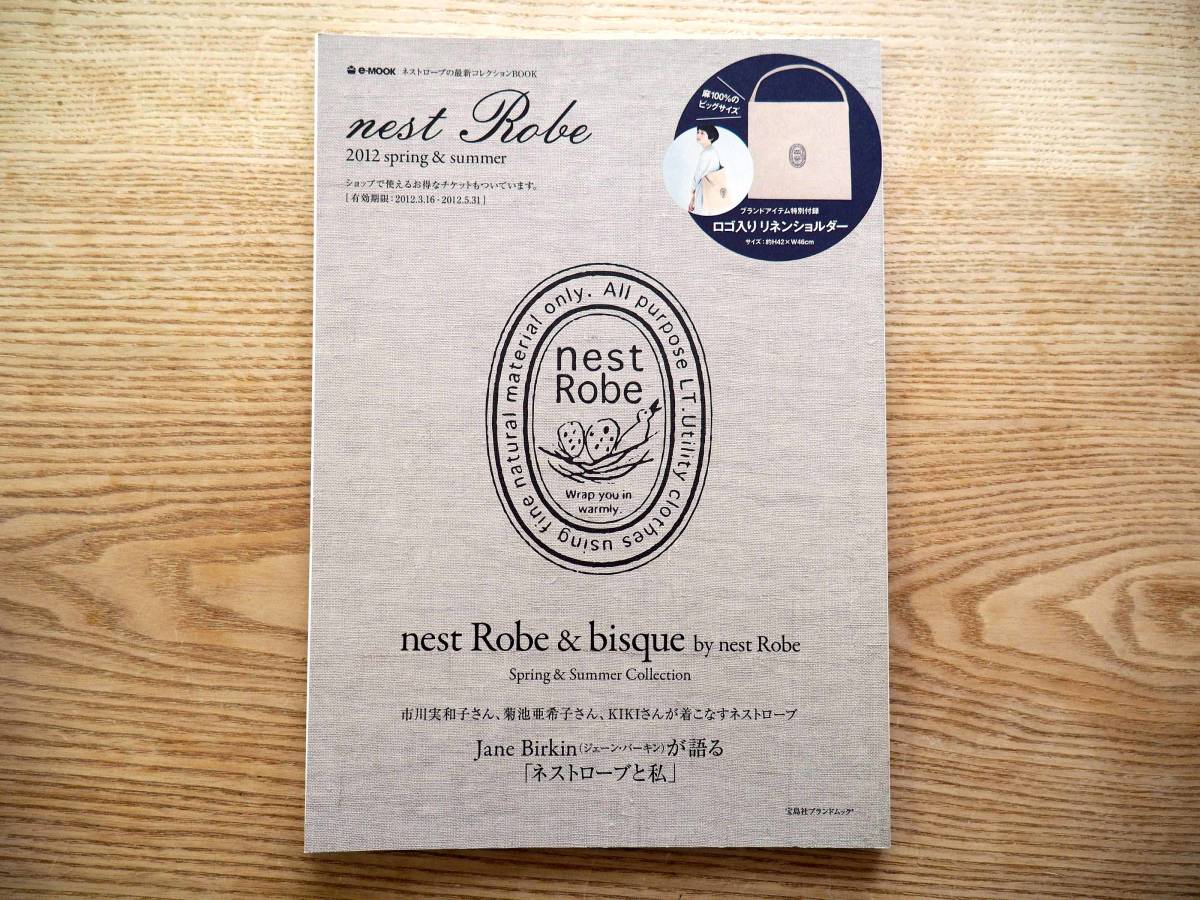 e-MOOK ネストローブの最新コレクションBOOK
nest Robe
2012 spring & summer
ショップで使えるお得なチケットもついています。
[ 有効期限:2012.3.16 - 2012.5.31 ]
麻100%の
ビッグサイズ
ブランドアイテム特別付録
ロゴ入り リネンショルダー
サイズ:約H42×W46cm
All purpose LT. Utility clothes using fine natural material only.
nest
Robe
Wrap you in
warmly.
nest Robe & bisque by nest Robe
Spring & Summer Collection
市川実和子さん、菊池亜希子さん、KIKIさんが着こなすネストローブ
Jane Birkin(ジェーン・バーキン)が語る
「ネストローブと私」
宝島社ブランドムック®